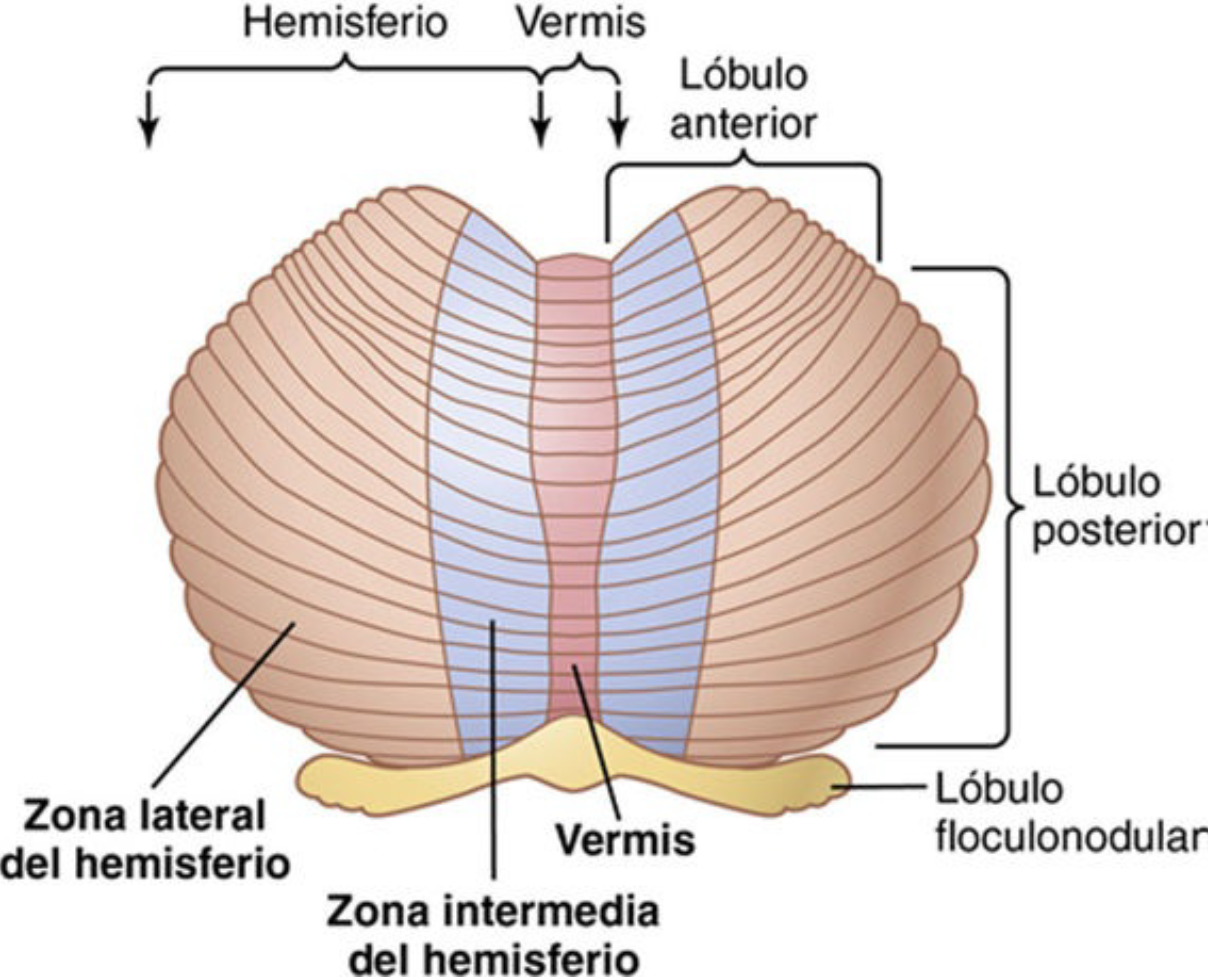 Hemisferio
Vermis
Lóbulo
anterior
Lóbulo
posterior
Zona lateral
del hemisferio
Vermis
Lóbulo
floculonodular
Zona intermedia
del hemisferio